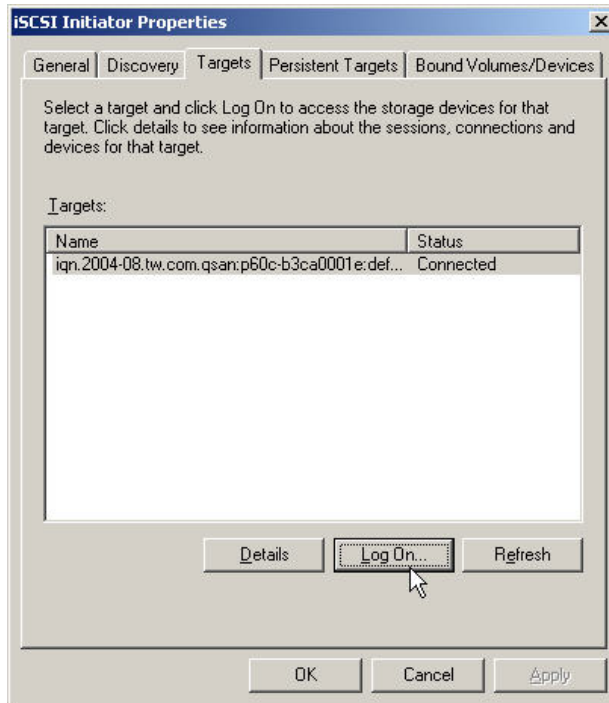 iSCSI Initiator Properties
General Discovery Targets Persistent Targets Bound Volumes/Devices
Select a target and click Log On to access the storage devices for that
target. Click details to see information about the sessions, connections and
devices for that target.
Targets:
Name Status
iqn.2004-08.tw.com.qsan:p60c-b3ca0001e:def... Connected
Details Log On... Refresh
OK Cancel Apply